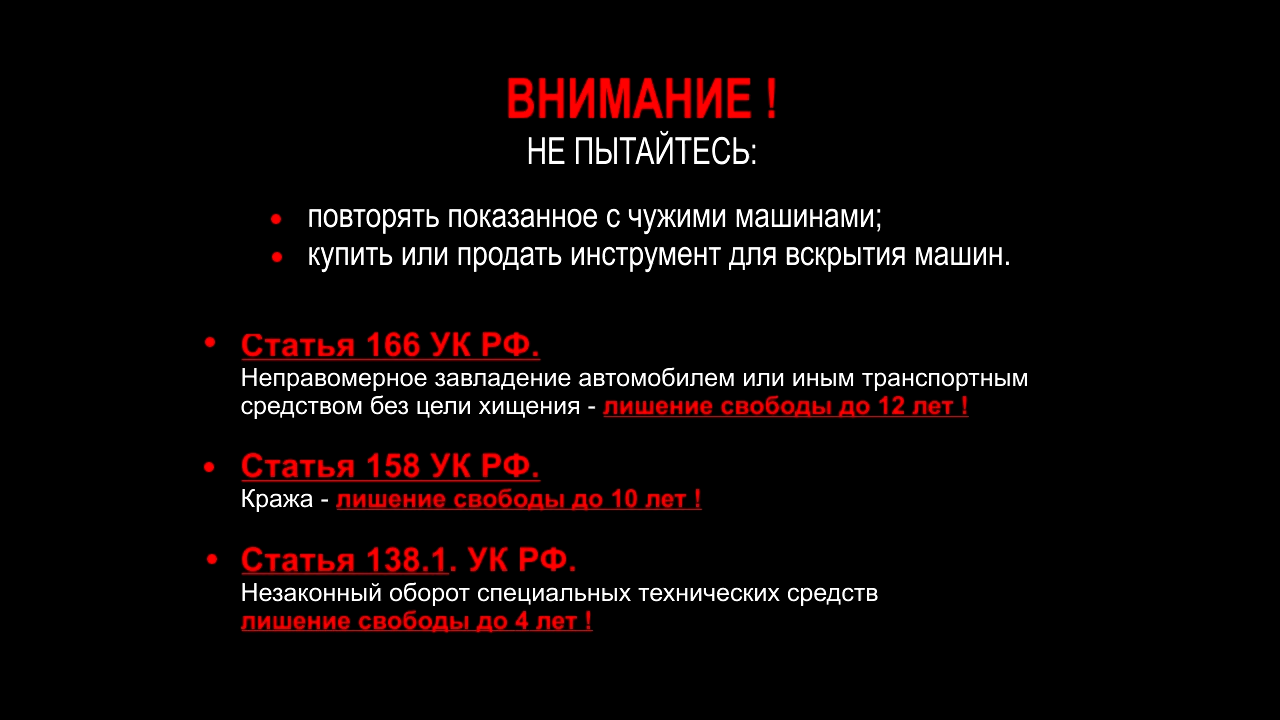 ВНИМАНИЕ !
НЕ ПЫТАЙТЕСЬ:
• повторять показанное с чужими машинами;
• купить или продать инструмент для вскрытия машин.
• Статья 166 УК РФ.
Неправомерное завладение автомобилем или иным транспортным
средством без цели хищения - лишение свободы до 12 лет !
• Статья 158 УК РФ.
Кража - лишение свободы до 10 лет !
• Статья 138.1. УК РФ.
Незаконный оборот специальных технических средств
лишение свободы до 4 лет !